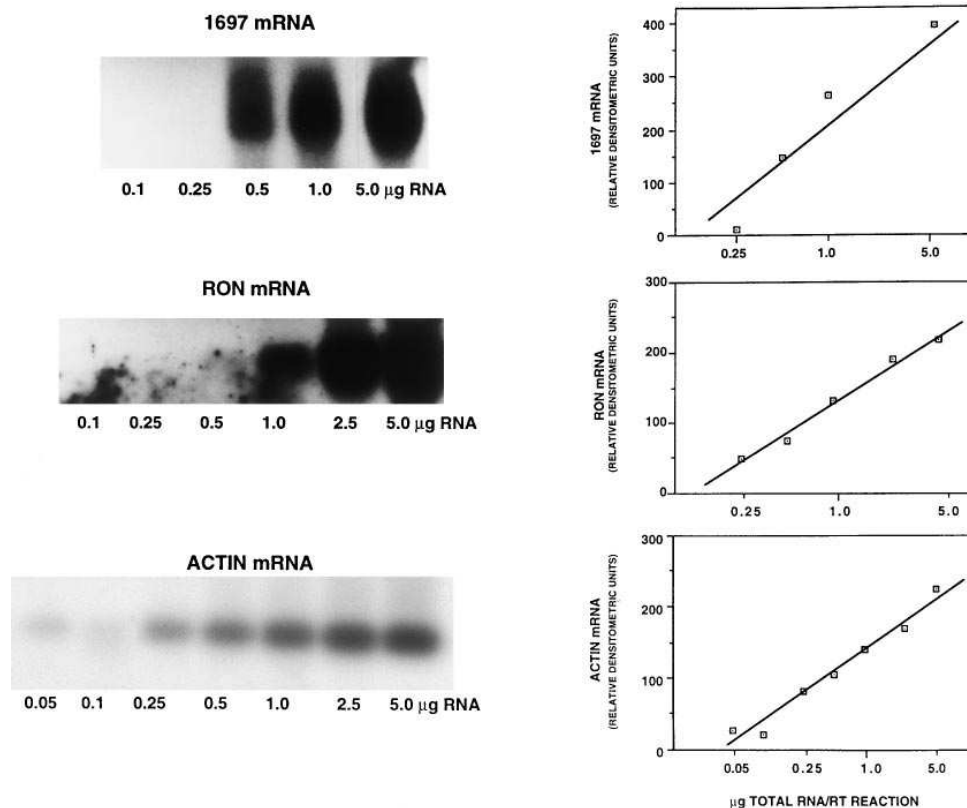 1697 mRNA
0.1 0.25 0.5 1.0 5.0 µg RNA
1697 mRNA
(RELATIVE DENSITOMETRIC UNITS)
400
300
200
100
0
0.25 1.0 5.0
RON mRNA
0.1 0.25 0.5 1.0 2.5 5.0 µg RNA
RON mRNA
(RELATIVE DENSITOMETRIC UNITS)
300
200
100
0
0.25 1.0 5.0
ACTIN mRNA
0.05 0.1 0.25 0.5 1.0 2.5 5.0 µg RNA
ACTIN mRNA
(RELATIVE DENSITOMETRIC UNITS)
300
200
100
0
0.05 0.25 1.0 5.0
µg TOTAL RNA/RT REACTION